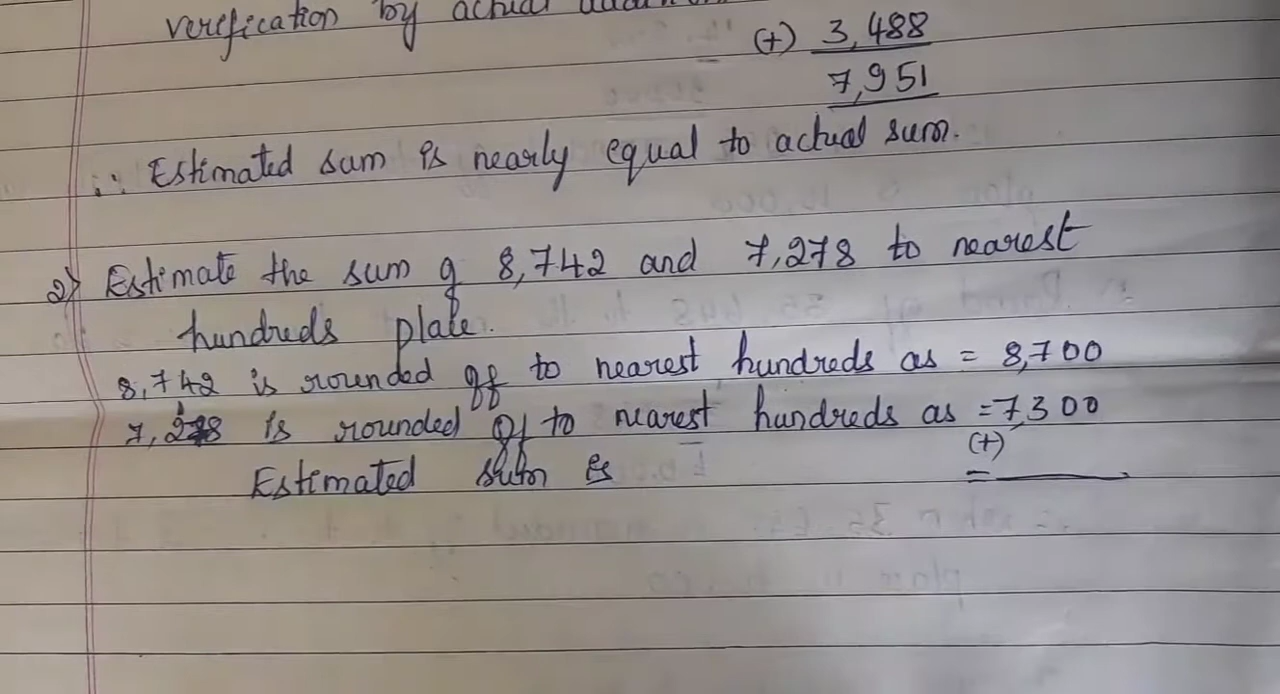 verification by actual
(+) 3,488
7,951
∴ Estimated sum is nearly equal to actual sum.
2) Estimate the sum of 8,742 and 7,278 to nearest
hundreds place.
8,742 is rounded off to nearest hundreds as = 8,700
7,278 is rounded off to nearest hundreds as = 7,300
(+)
Estimated sum is =